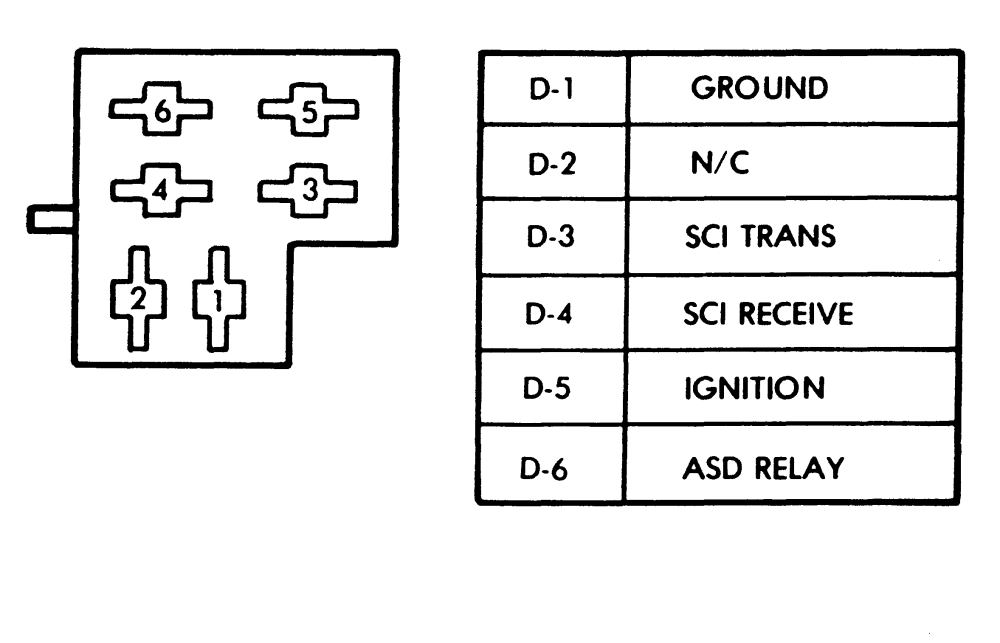 6 5
4 3
2 1
D-1 GROUND
D-2 N/C
D-3 SCI TRANS
D-4 SCI RECEIVE
D-5 IGNITION
D-6 ASD RELAY